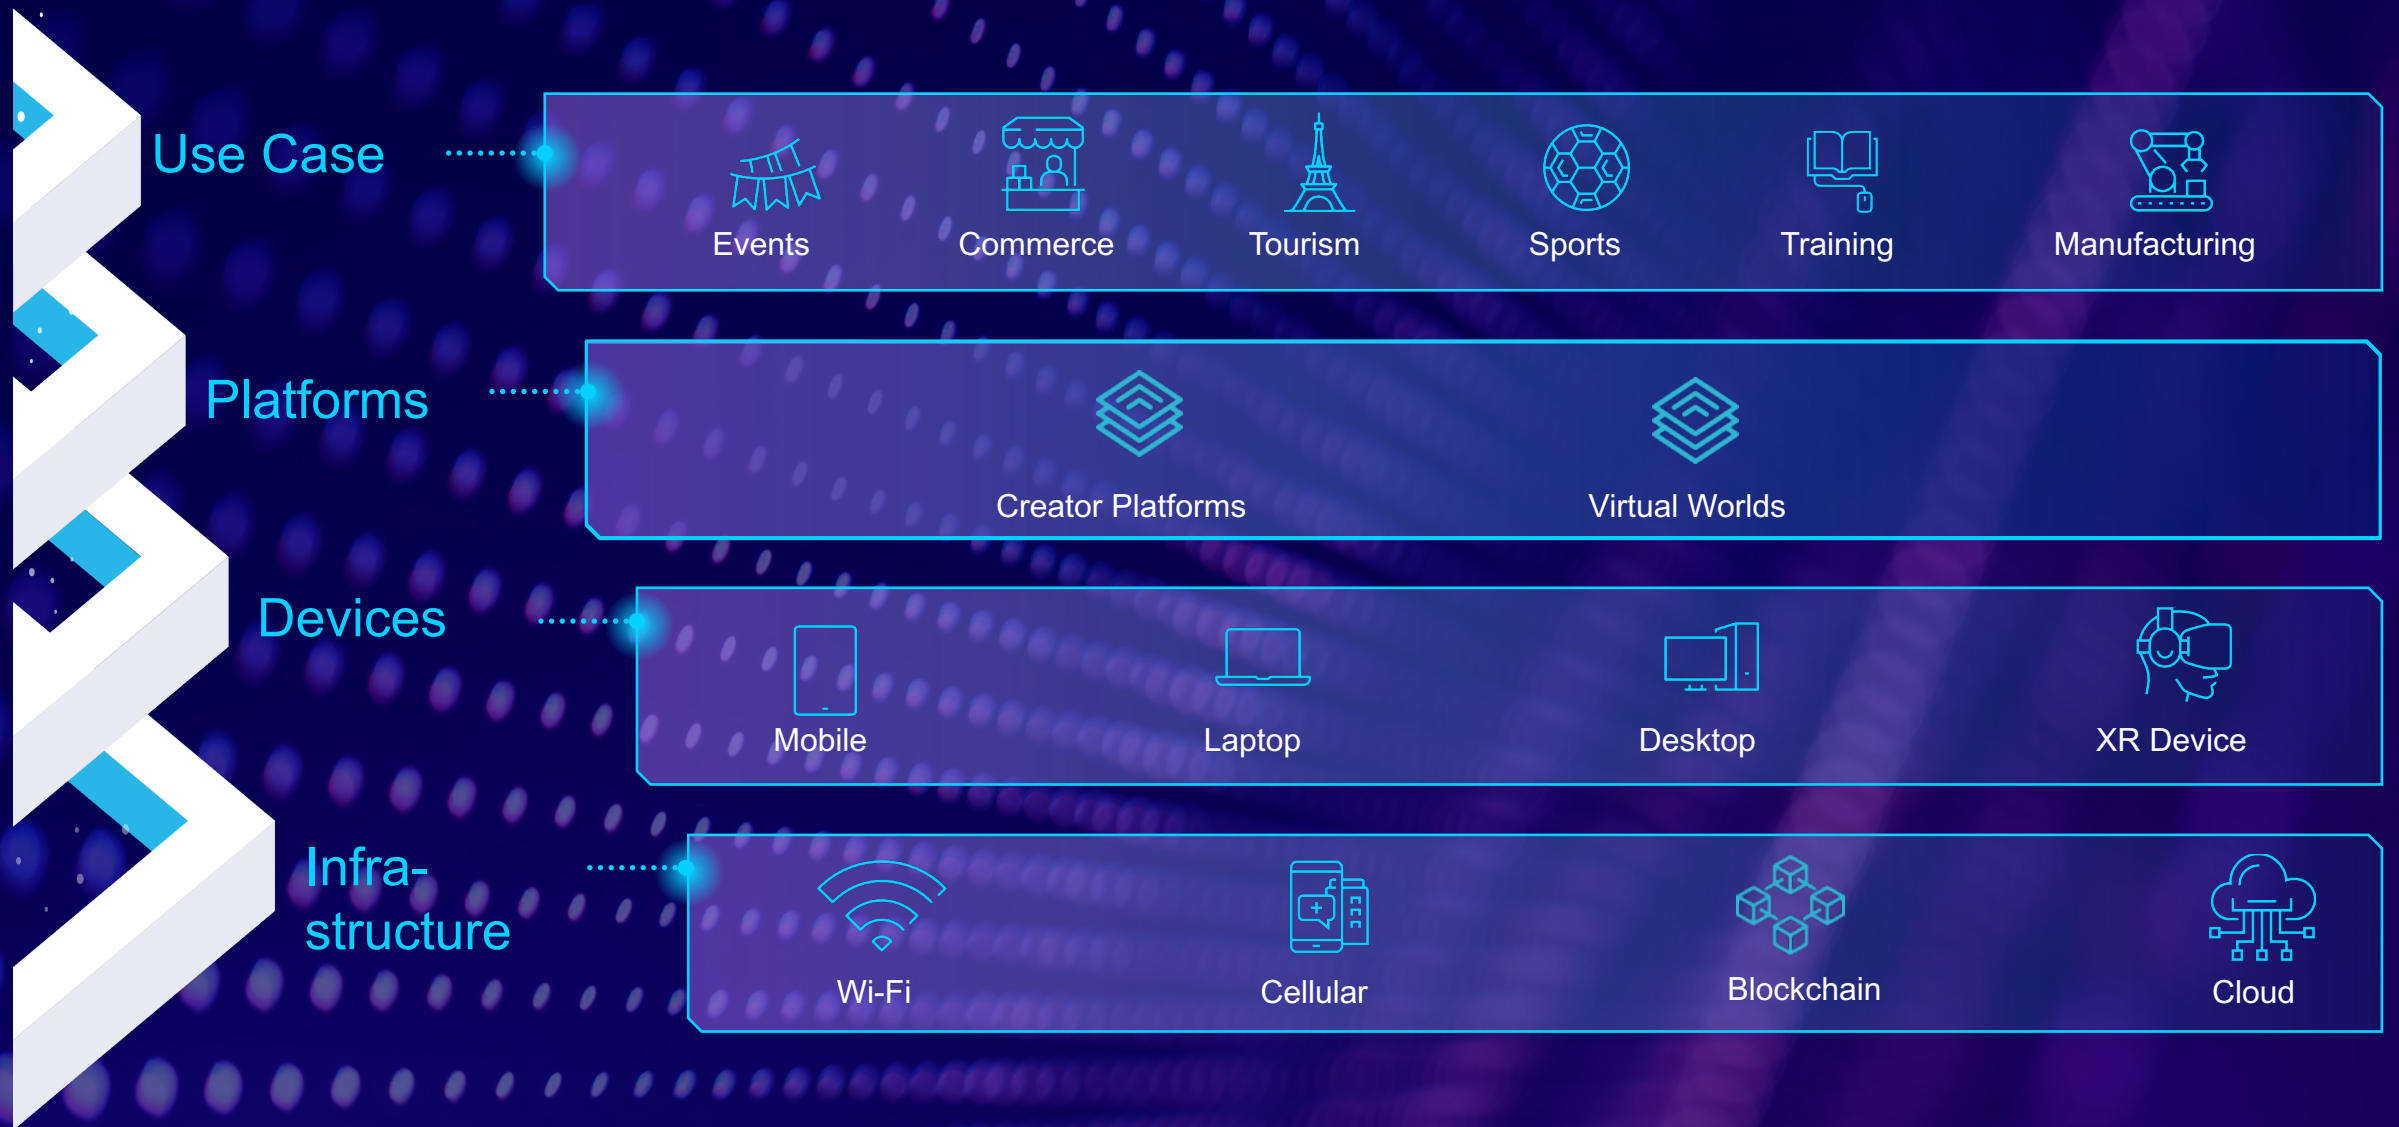 Use Case
Events
Commerce
Tourism
Sports
Training
Manufacturing
Platforms
Creator Platforms
Virtual Worlds
Devices
Mobile
Laptop
Desktop
XR Device
Infra-
structure
Wi-Fi
Cellular
Blockchain
Cloud